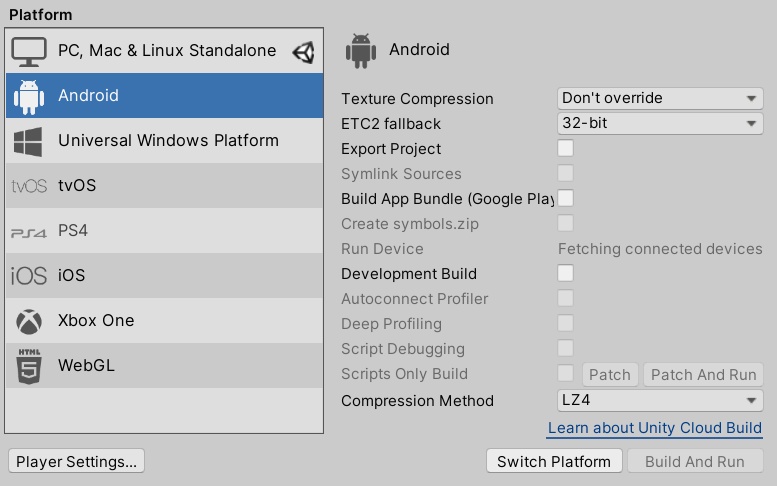 Platform
PC, Mac & Linux Standalone
Android
Universal Windows Platform
tvOS tvOS
PS4 PS4
iOS iOS
Xbox One
HTML 5 WebGL
Android
Texture Compression Don't override
ETC2 fallback 32-bit
Export Project
Symlink Sources
Build App Bundle (Google Play
Create symbols.zip
Run Device Fetching connected devices
Development Build
Autoconnect Profiler
Deep Profiling
Script Debugging
Scripts Only Build Patch Patch And Run
Compression Method LZ4
Learn about Unity Cloud Build
Player Settings... Switch Platform Build And Run